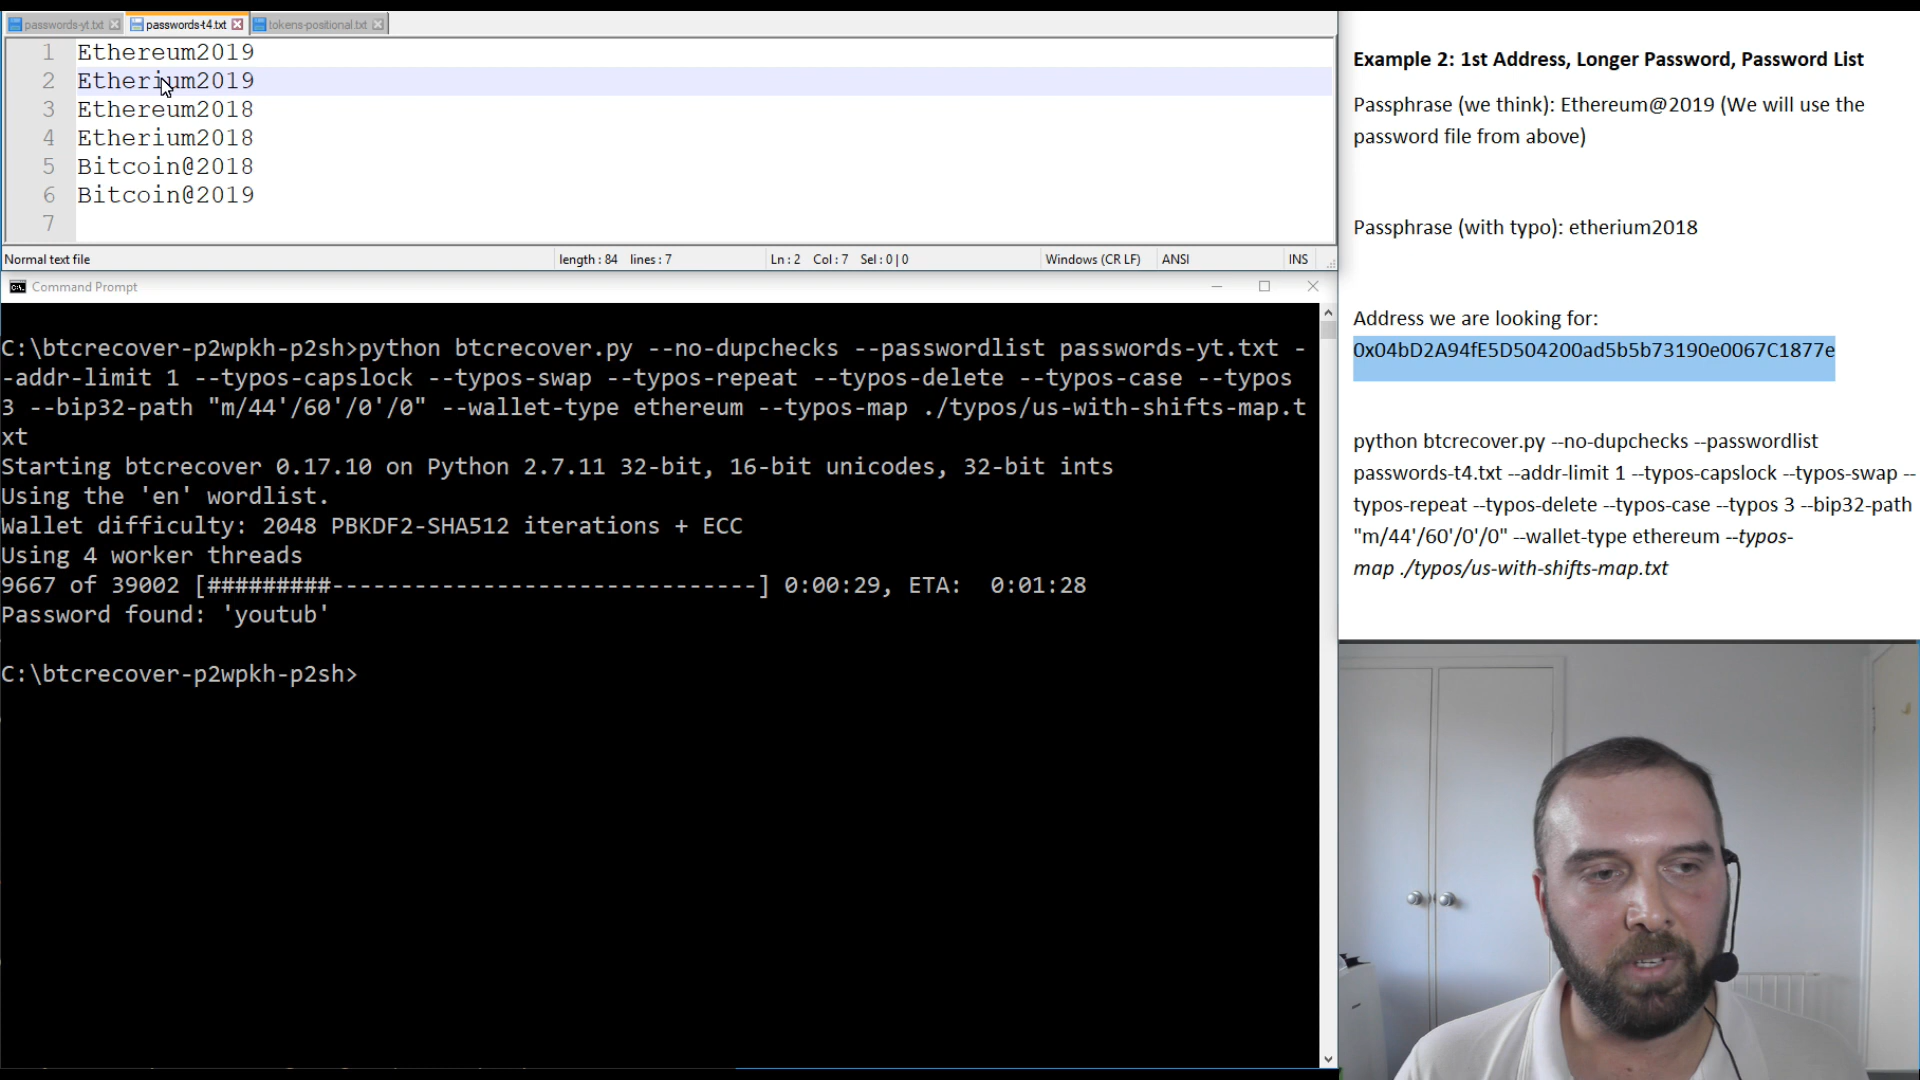 passwords-yt.txt passwords-t4.txt tokens-positional.txt
1 Ethereum2019
2 Etherium2019
3 Ethereum2018
4 Etherium2018
5 Bitcoin@2018
6 Bitcoin@2019
7
Normal text file length : 84 lines : 7 Ln : 2 Col : 7 Sel : 0 | 0 Windows (CR LF) ANSI INS
Command Prompt
C:\btcrecover-p2wpkh-p2sh>python btcrecover.py --no-dupchecks --passwordlist passwords-yt.txt -
-addr-limit 1 --typos-capslock --typos-swap --typos-repeat --typos-delete --typos-case --typos
3 --bip32-path "m/44'/60'/0'/0" --wallet-type ethereum --typos-map ./typos/us-with-shifts-map.t
xt
Starting btcrecover 0.17.10 on Python 2.7.11 32-bit, 16-bit unicodes, 32-bit ints
Using the 'en' wordlist.
Wallet difficulty: 2048 PBKDF2-SHA512 iterations + ECC
Using 4 worker threads
9667 of 39002 [#########-------------------------------] 0:00:29, ETA:  0:01:28
Password found: 'youtub'
C:\btcrecover-p2wpkh-p2sh>
Example 2: 1st Address, Longer Password, Password List
Passphrase (we think): Ethereum@2019 (We will use the
password file from above)
Passphrase (with typo): etherium2018
Address we are looking for:
0x04bD2A94fE5D504200ad5b5b73190e0067C1877e
python btcrecover.py --no-dupchecks --passwordlist
passwords-t4.txt --addr-limit 1 --typos-capslock --typos-swap --
typos-repeat --typos-delete --typos-case --typos 3 --bip32-path
"m/44'/60'/0'/0" --wallet-type ethereum --typos-
map ./typos/us-with-shifts-map.txt